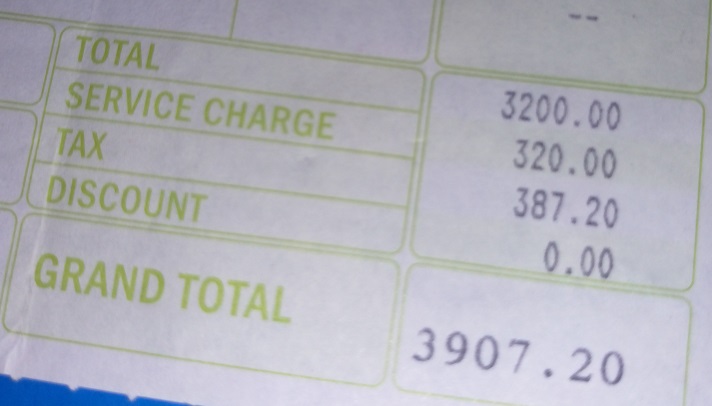 --
TOTAL 3200.00
SERVICE CHARGE 320.00
TAX 387.20
DISCOUNT 0.00
GRAND TOTAL 3907.20